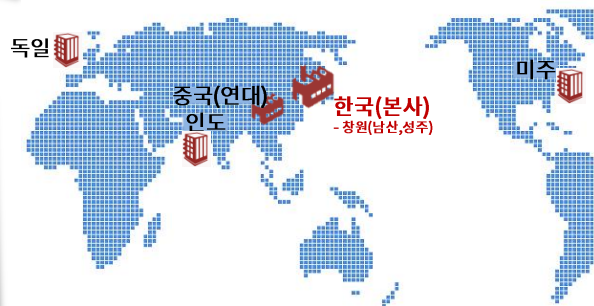 독일
미주
중국(연대)
한국(본사)
인도
- 창원(남산,성주)